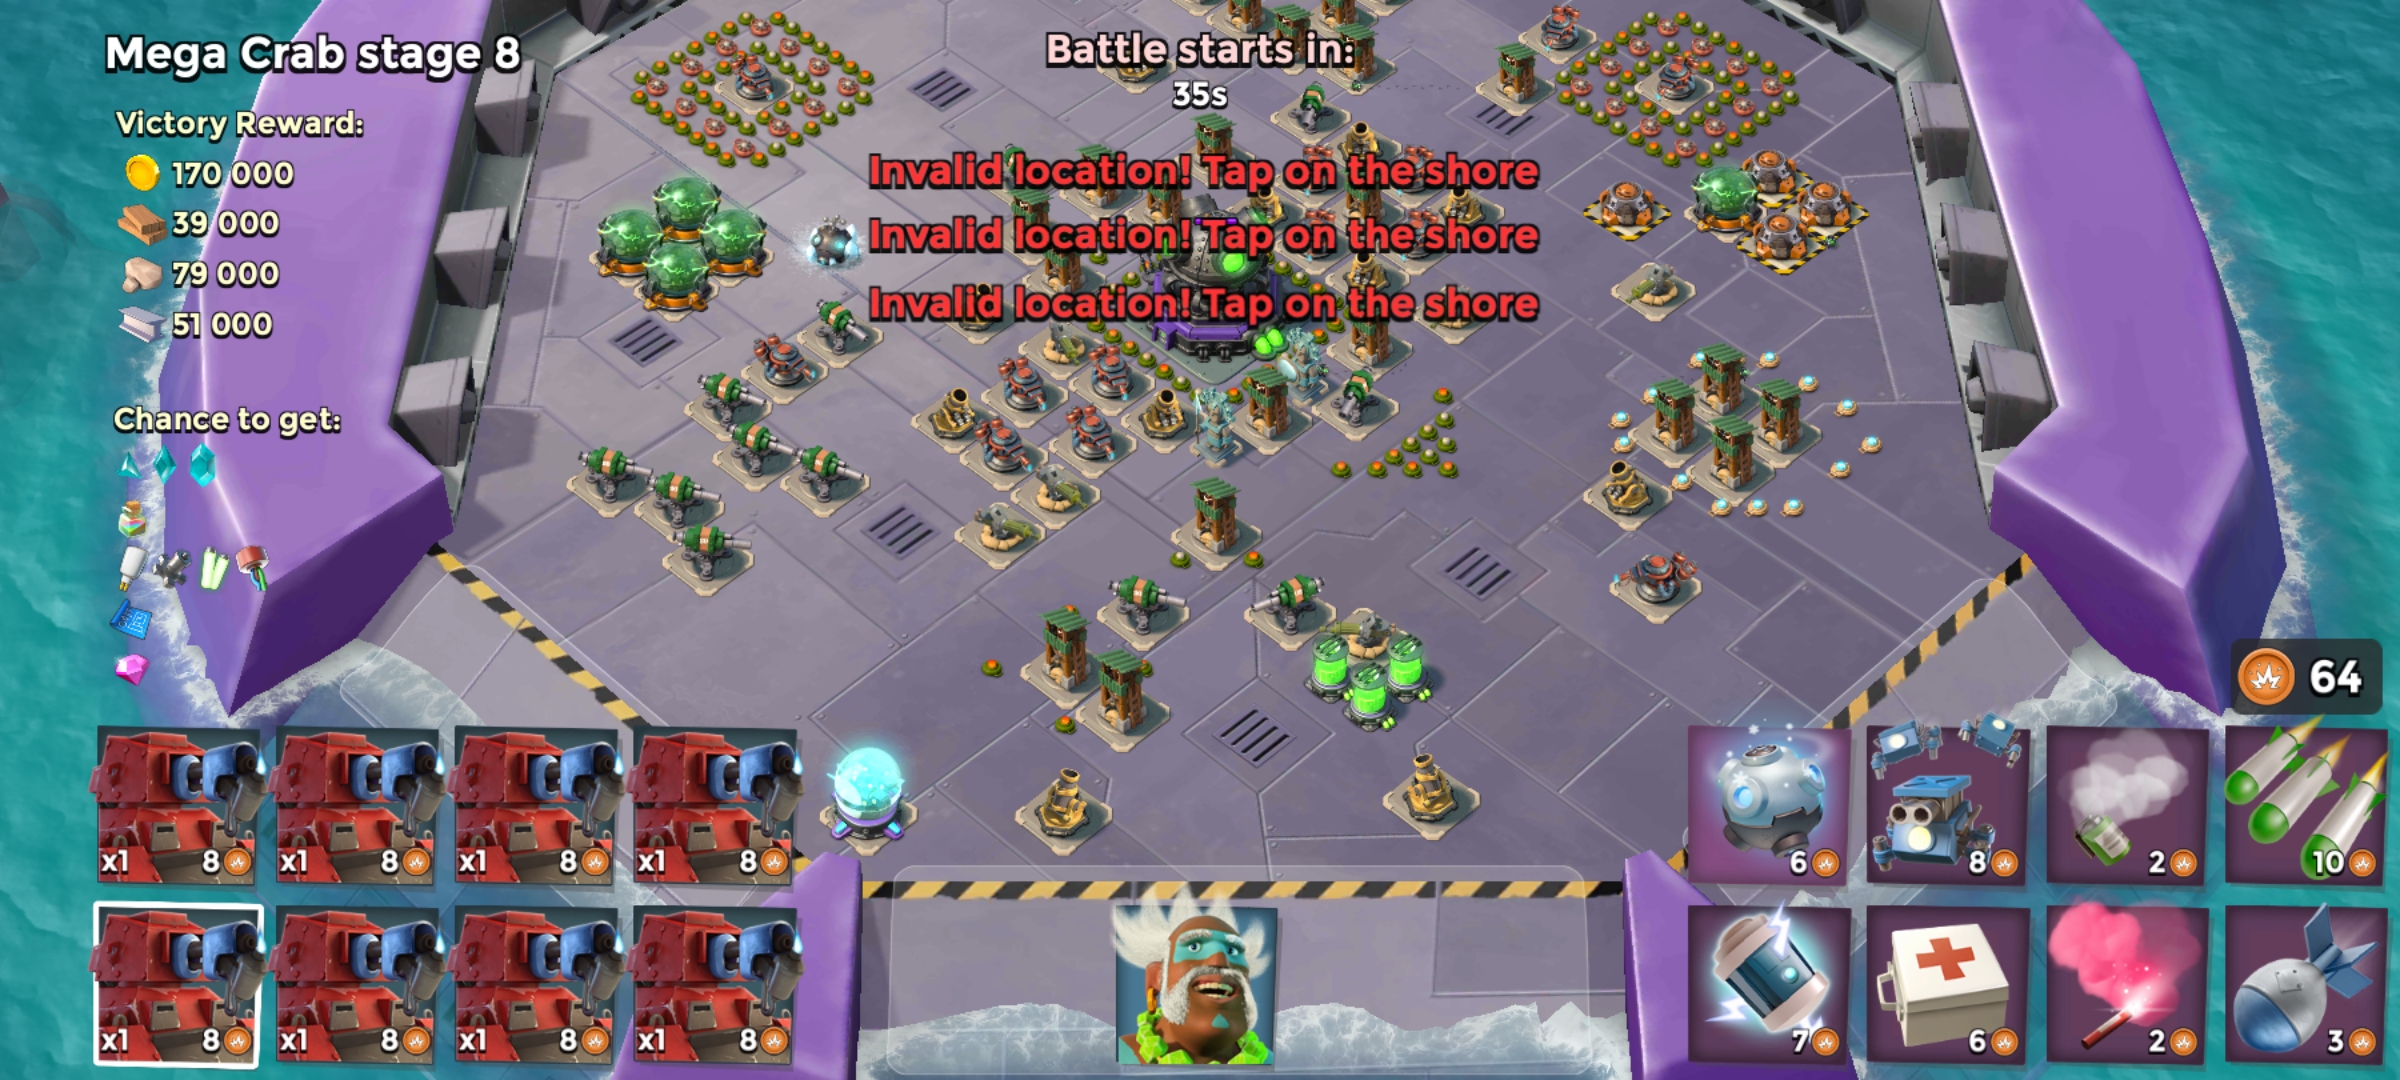 Mega Crab stage 8
Battle starts in:
35s
Victory Reward:
170 000
39 000
79 000
51 000
Invalid location! Tap on the shore
Invalid location! Tap on the shore
Invalid location! Tap on the shore
Chance to get:
64
x1 8
x1 8
x1 8
x1 8
6
8
2
10
x1 8
x1 8
x1 8
x1 8
7
6
2
3